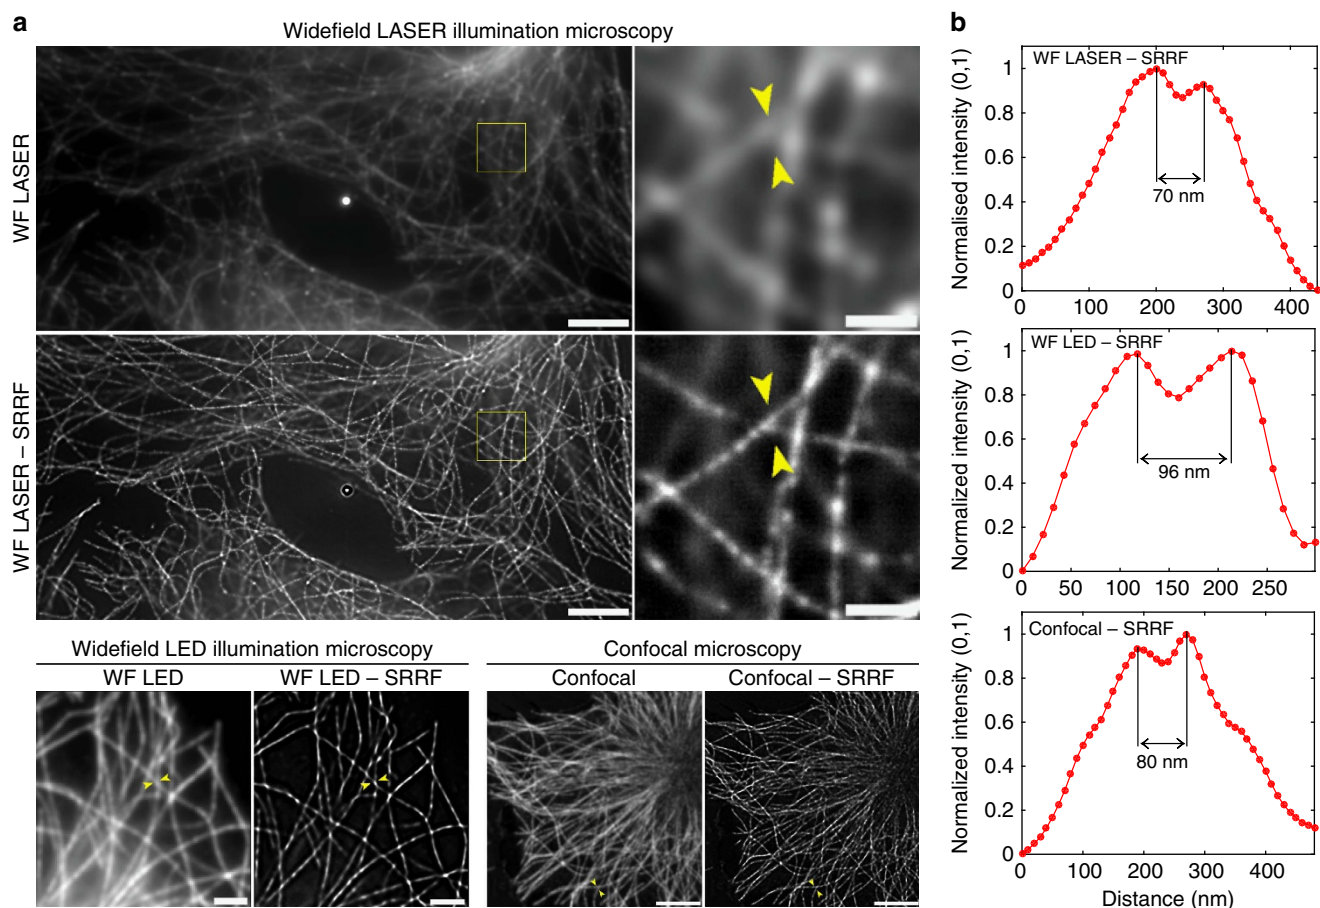 a
Widefield LASER illumination microscopy
WF LASER
WF LASER – SRRF
Widefield LED illumination microscopy
WF LED
WF LED – SRRF
Confocal microscopy
Confocal
Confocal – SRRF
b
WF LASER – SRRF
Normalised intensity (0,1)
1
0.8
0.6
0.4
0.2
0
70 nm
0 100 200 300 400
WF LED – SRRF
Normalized intensity (0,1)
1
0.8
0.6
0.4
0.2
0
96 nm
0 50 100 150 200 250
Confocal – SRRF
Normalized intensity (0,1)
1
0.8
0.6
0.4
0.2
0
80 nm
0 100 200 300 400
Distance (nm)